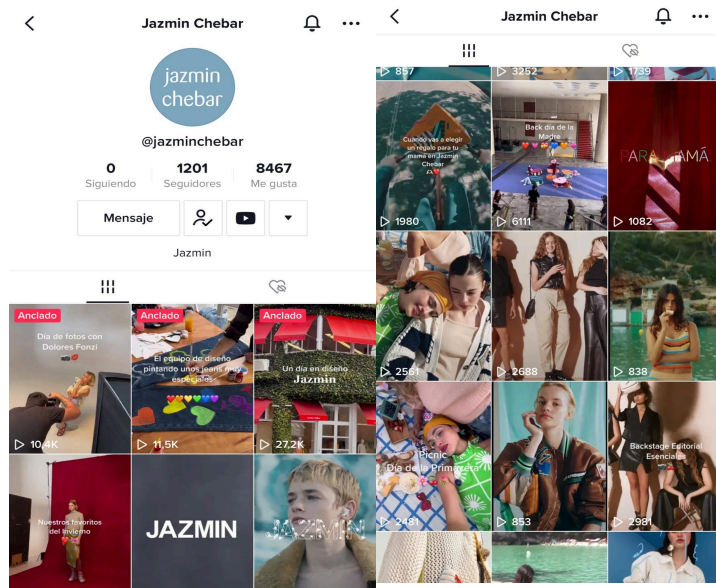 Jazmin Chebar
jazmin
chebar
@jazminchebar
0 1201 8467
Siguiendo Seguidores Me gusta
Mensaje
Jazmin
Anclado
Día de fotos con
Dolores Fonzi
10,4K
Anclado
El equipo de diseño
pintando unos jeans muy
especiales
11,5K
Anclado
Un día en diseño
Jazmin
27,2K
Nuestros favoritos
del Invierno
JAZMIN
JAZMIN
Jazmin Chebar
857
3252
1739
Cuando vas a elegir
un regalo para tu
mamá en Jazmin
Chebar
1980
Back día de la
Madre
6111
PARA MAMÁ
1082
2561
2688
838
Picnic
Día de la Primavera
2481
853
Backstage Editorial
Esenciales
2981